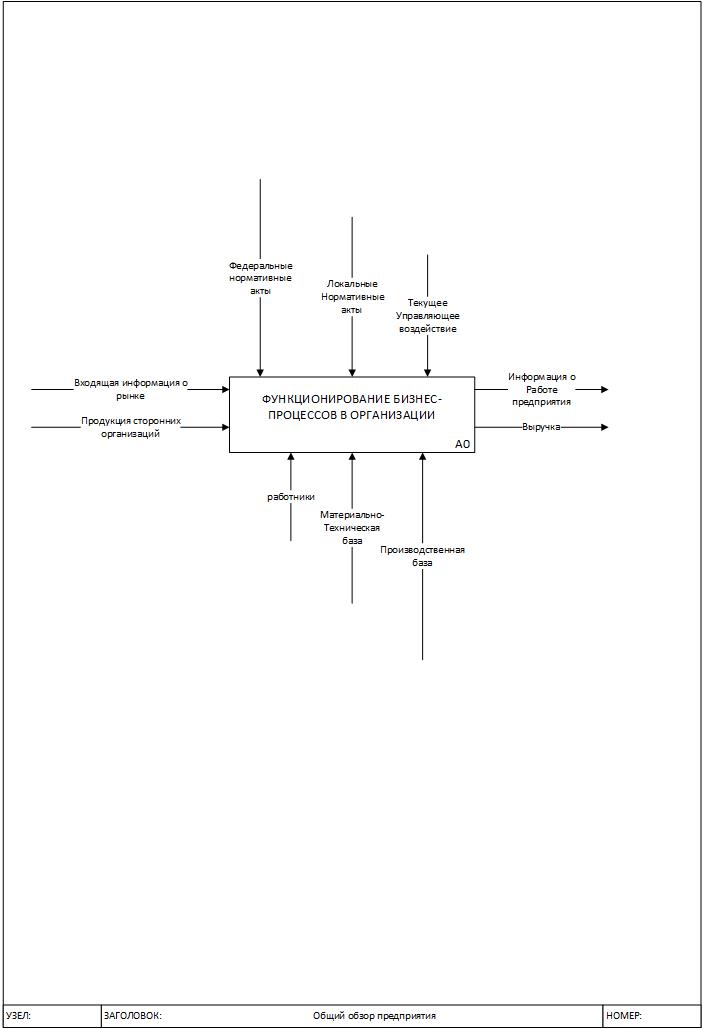 Федеральные
нормативные
акты
Локальные
Нормативные
акты
Текущее
Управляющее
воздействие
Входящая информация о
рынке
Продукция сторонних
организаций
ФУНКЦИОНИРОВАНИЕ БИЗНЕС-
ПРОЦЕССОВ В ОРГАНИЗАЦИИ
A0
Информация о
Работе
предприятия
Выручка
работники
Материально-
Техническая
база
Производственная
база
УЗЕЛ:
ЗАГОЛОВОК:
Общий обзор предприятия
НОМЕР: